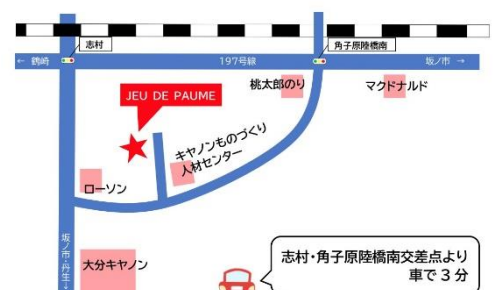 志村
角子原陸橋南
← 鶴崎
197号線
坂ノ市 →
桃太郎のり
マクドナルド
JEU DE PAUME
キヤノンものづくり
人材センター
ローソン
坂ノ市・丹生→
大分キヤノン
志村・角子原陸橋南交差点より
車で 3 分